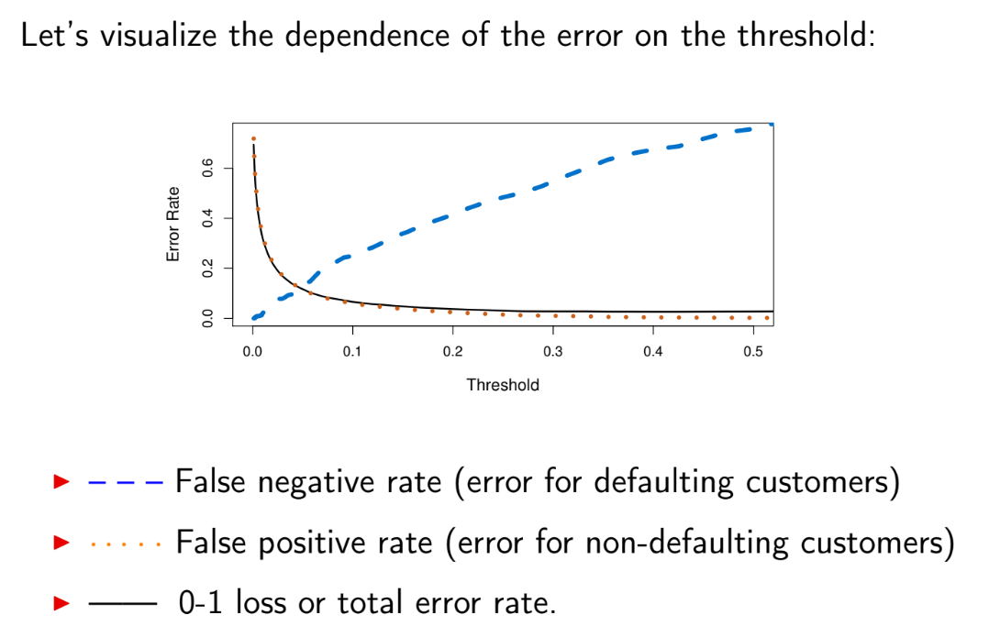 Let's visualize the dependence of the error on the threshold:
Error Rate
0.6
0.4
0.2
0.0
0.0 0.1 0.2 0.3 0.4 0.5
Threshold
False negative rate (error for defaulting customers)
False positive rate (error for non-defaulting customers)
0-1 loss or total error rate.